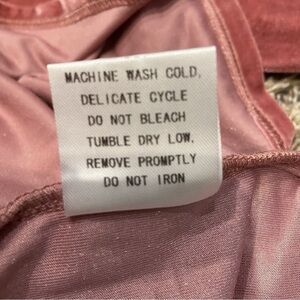 MACHINE WASH COLD,
DELICATE CYCLE
DO NOT BLEACH
TUMBLE DRY LOW,
REMOVE PROMPTLY
DO NOT IRON